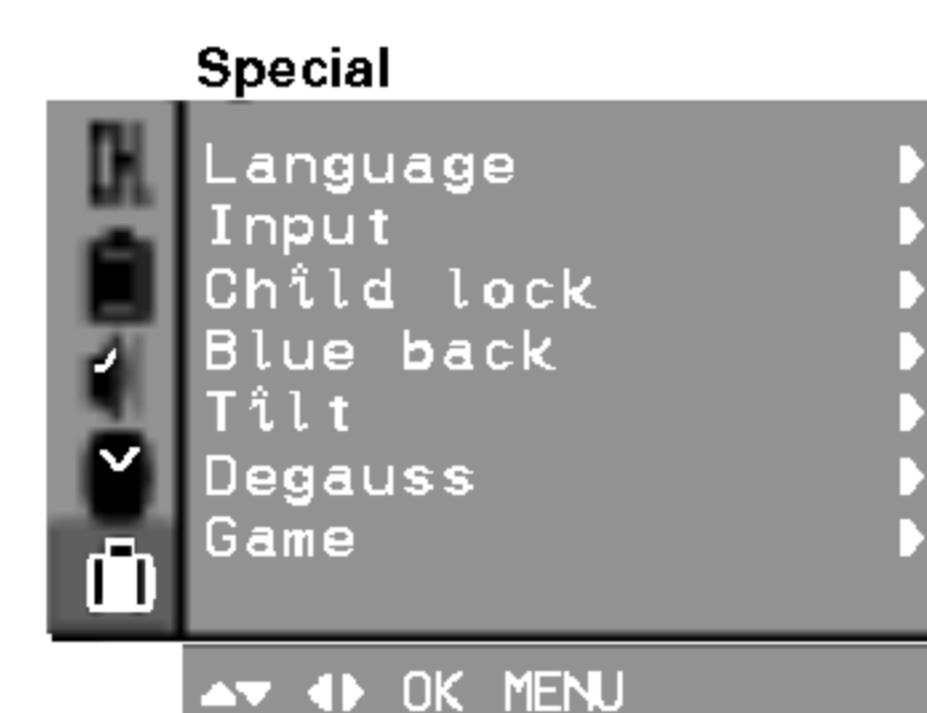 Special
Language
Input
Child lock
Blue back
Tilt
Degauss
Game
OK MENU